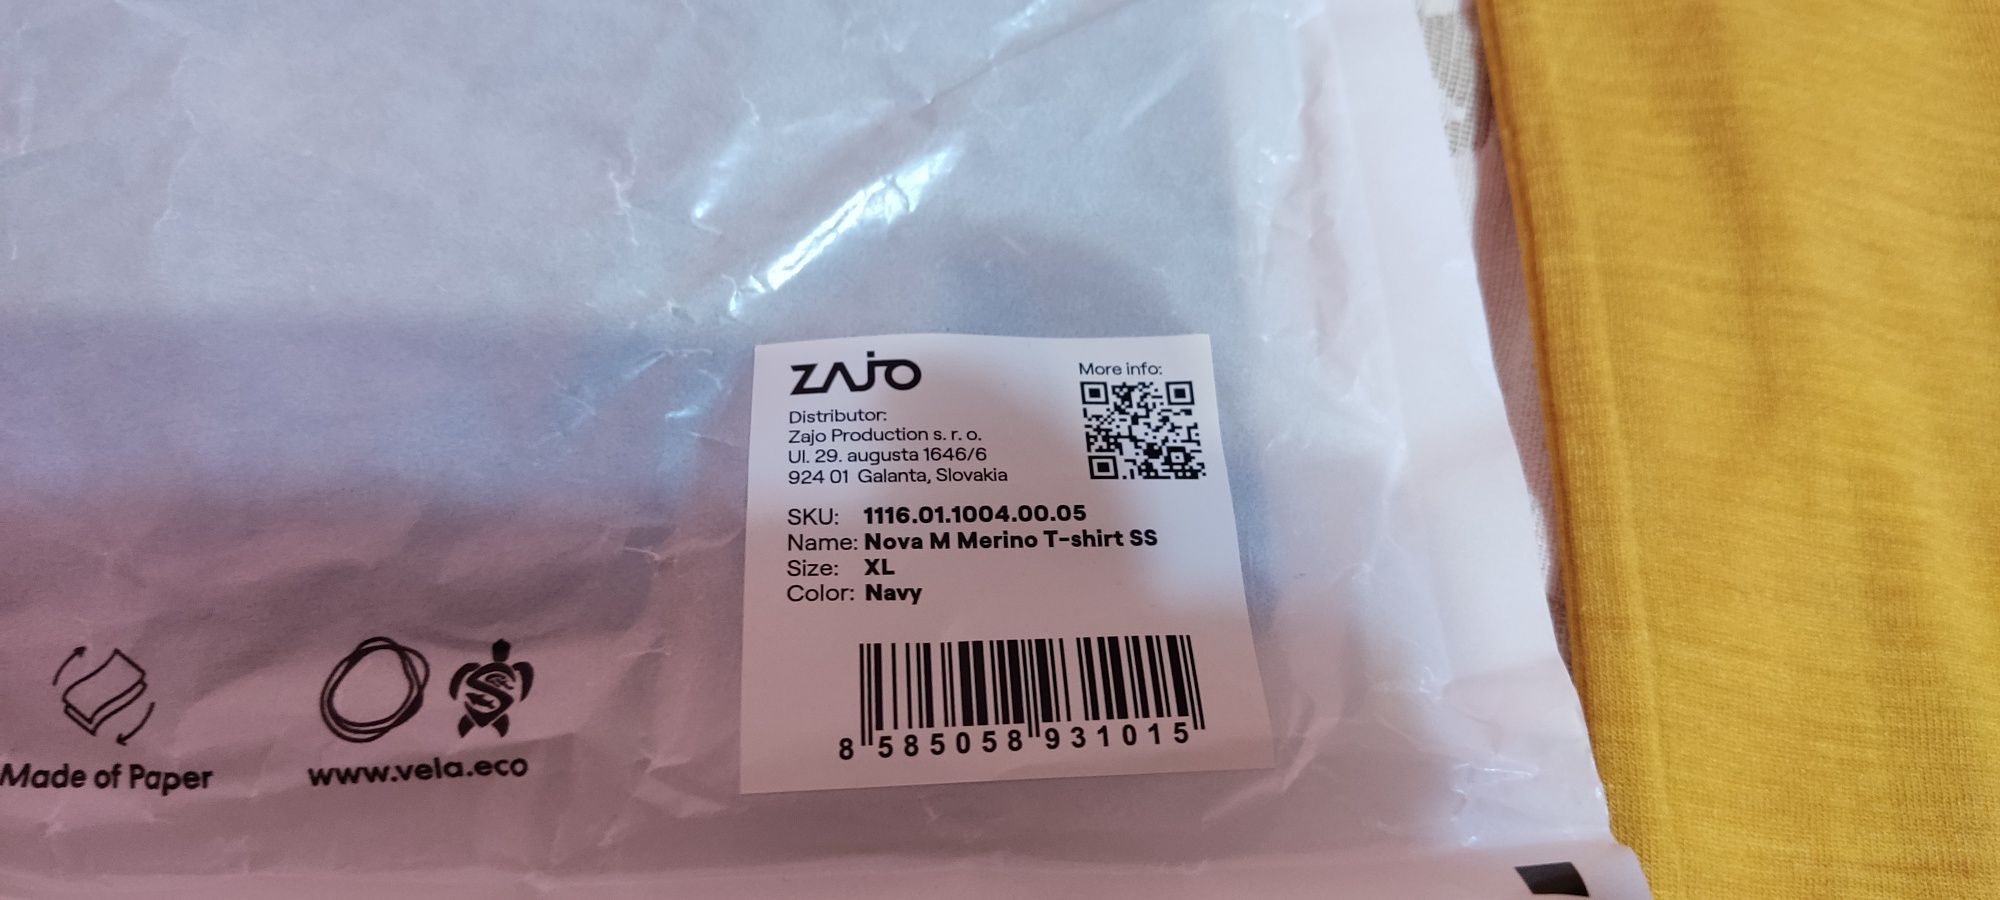 ZAJO
More info:
Distributor:
Zajo Production s. r. o.
Ul. 29. augusta 1646/6
924 01 Galanta, Slovakia
SKU: 1116.01.1004.00.05
Name: Nova M Merino T-shirt SS
Size: XL
Color: Navy
8 585058 931015
Made of Paper
www.vela.eco